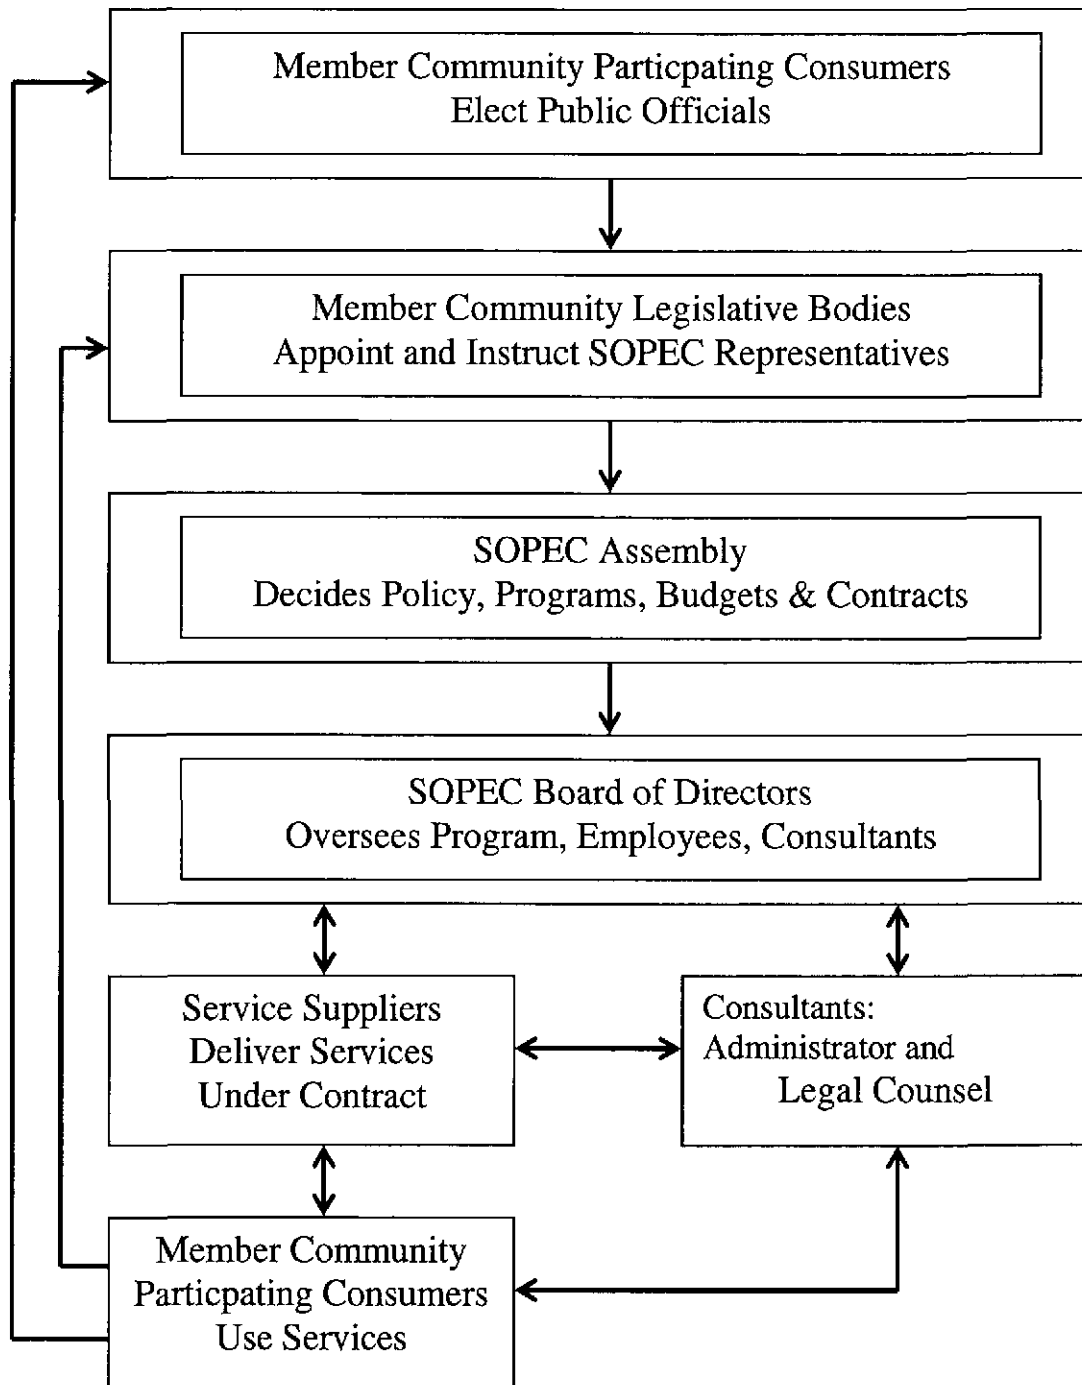 Member Community Particpating Consumers
Elect Public Officials
Member Community Legislative Bodies
Appoint and Instruct SOPEC Representatives
SOPEC Assembly
Decides Policy, Programs, Budgets & Contracts
SOPEC Board of Directors
Oversees Program, Employees, Consultants
Service Suppliers
Deliver Services
Under Contract
Consultants:
Administrator and
Legal Counsel
Member Community
Particpating Consumers
Use Services